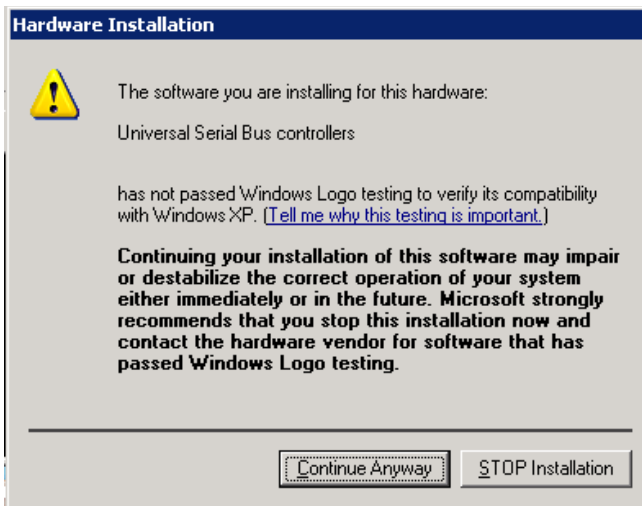 Hardware Installation
The software you are installing for this hardware:
Universal Serial Bus controllers
has not passed Windows Logo testing to verify its compatibility
with Windows XP. (Tell me why this testing is important.)
Continuing your installation of this software may impair
or destabilize the correct operation of your system
either immediately or in the future. Microsoft strongly
recommends that you stop this installation now and
contact the hardware vendor for software that has
passed Windows Logo testing.
Continue Anyway
STOP Installation